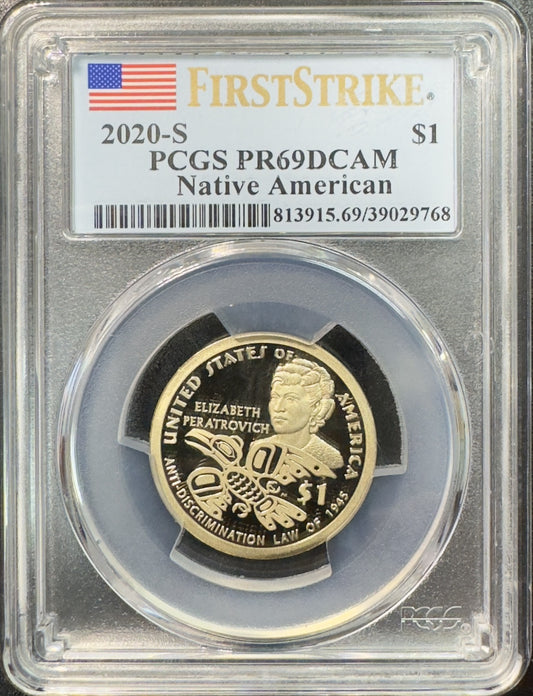 FIRSTSTRIKE®
2020-S $1
PCGS PR69DCAM
Native American
813915.69/39029768
UNITED STATES OF AMERICA
ELIZABETH
PERATROVICH
$1
ANTI-DISCRIMINATION LAW OF 1945
PCGS